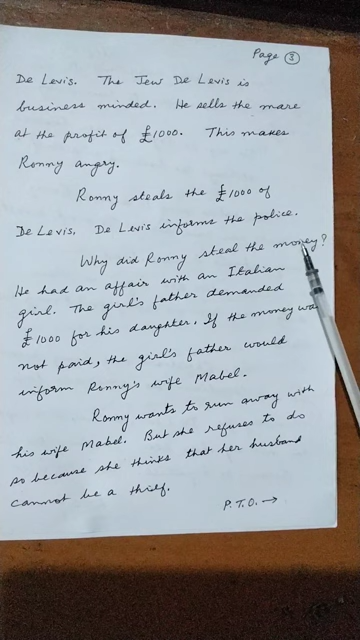 Page 3
De Levis. The Jew De Levis is
business minded. He sells the mare
at the profit of £1000. This makes
Ronny angry.
Ronny steals the £1000 of
De Levis. De Levis informs the police.
Why did Ronny steal the money?
He had an affair with an Italian
girl. The girl's father demanded
£1000 for his daughter. If the money wa
not paid, the girl's father would
inform Ronny's wife Mabel.
Ronny wants to run away with
his wife Mabel. But she refuses to do
so because she thinks that her husband
cannot be a thief.
P.T.O. →